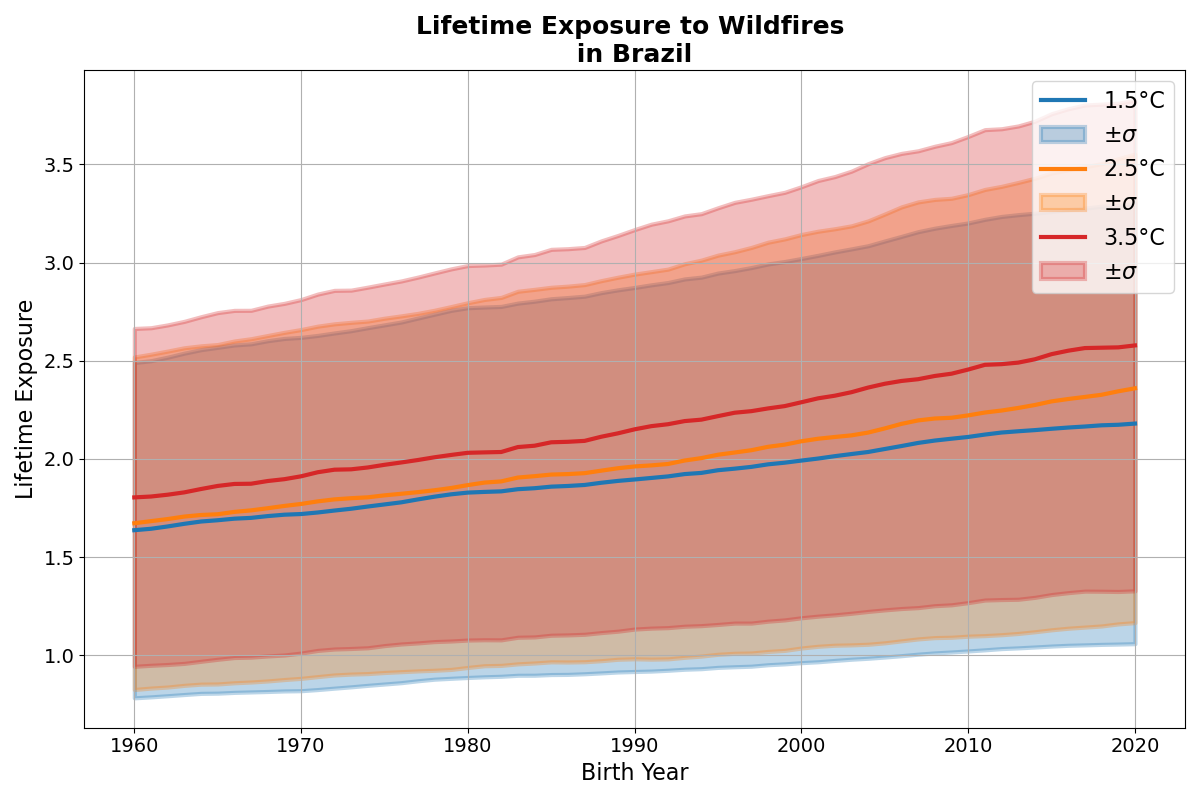 Lifetime Exposure to Wildfires
in Brazil
1.5°C
±σ
2.5°C
±σ
3.5°C
±σ
Lifetime Exposure
3.5
3.0
2.5
2.0
1.5
1.0
1960 1970 1980 1990 2000 2010 2020
Birth Year